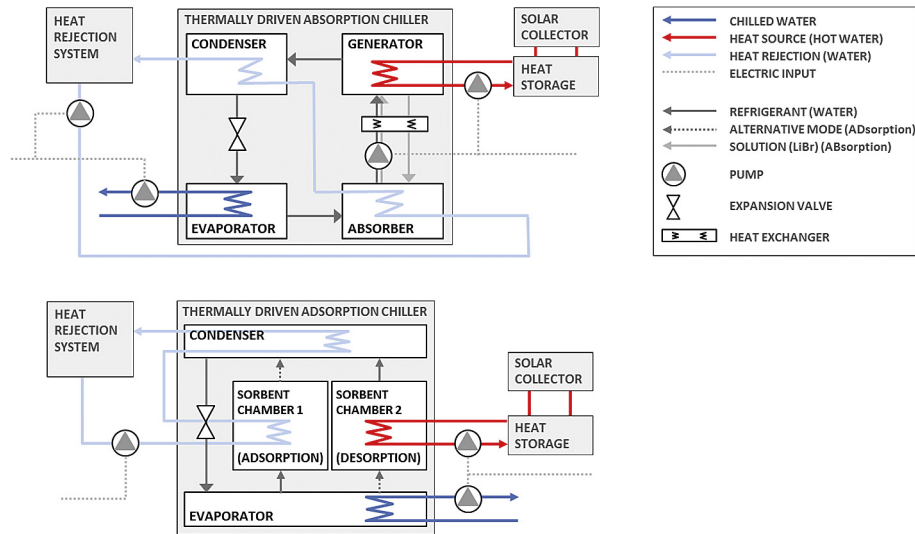 THERMALLY DRIVEN ABSORPTION CHILLER
HEAT
REJECTION
SYSTEM
CONDENSER
GENERATOR
SOLAR
COLLECTOR
HEAT
STORAGE
EVAPORATOR
ABSORBER
CHILLED WATER
HEAT SOURCE (HOT WATER)
HEAT REJECTION (WATER)
ELECTRIC INPUT
REFRIGERANT (WATER)
ALTERNATIVE MODE (ADsorption)
SOLUTION (LiBr) (ABsorption)
PUMP
EXPANSION VALVE
HEAT EXCHANGER
THERMALLY DRIVEN ADSORPTION CHILLER
HEAT
REJECTION
SYSTEM
CONDENSER
SORBENT
CHAMBER 1
(ADSORPTION)
SORBENT
CHAMBER 2
(DESORPTION)
SOLAR
COLLECTOR
HEAT
STORAGE
EVAPORATOR